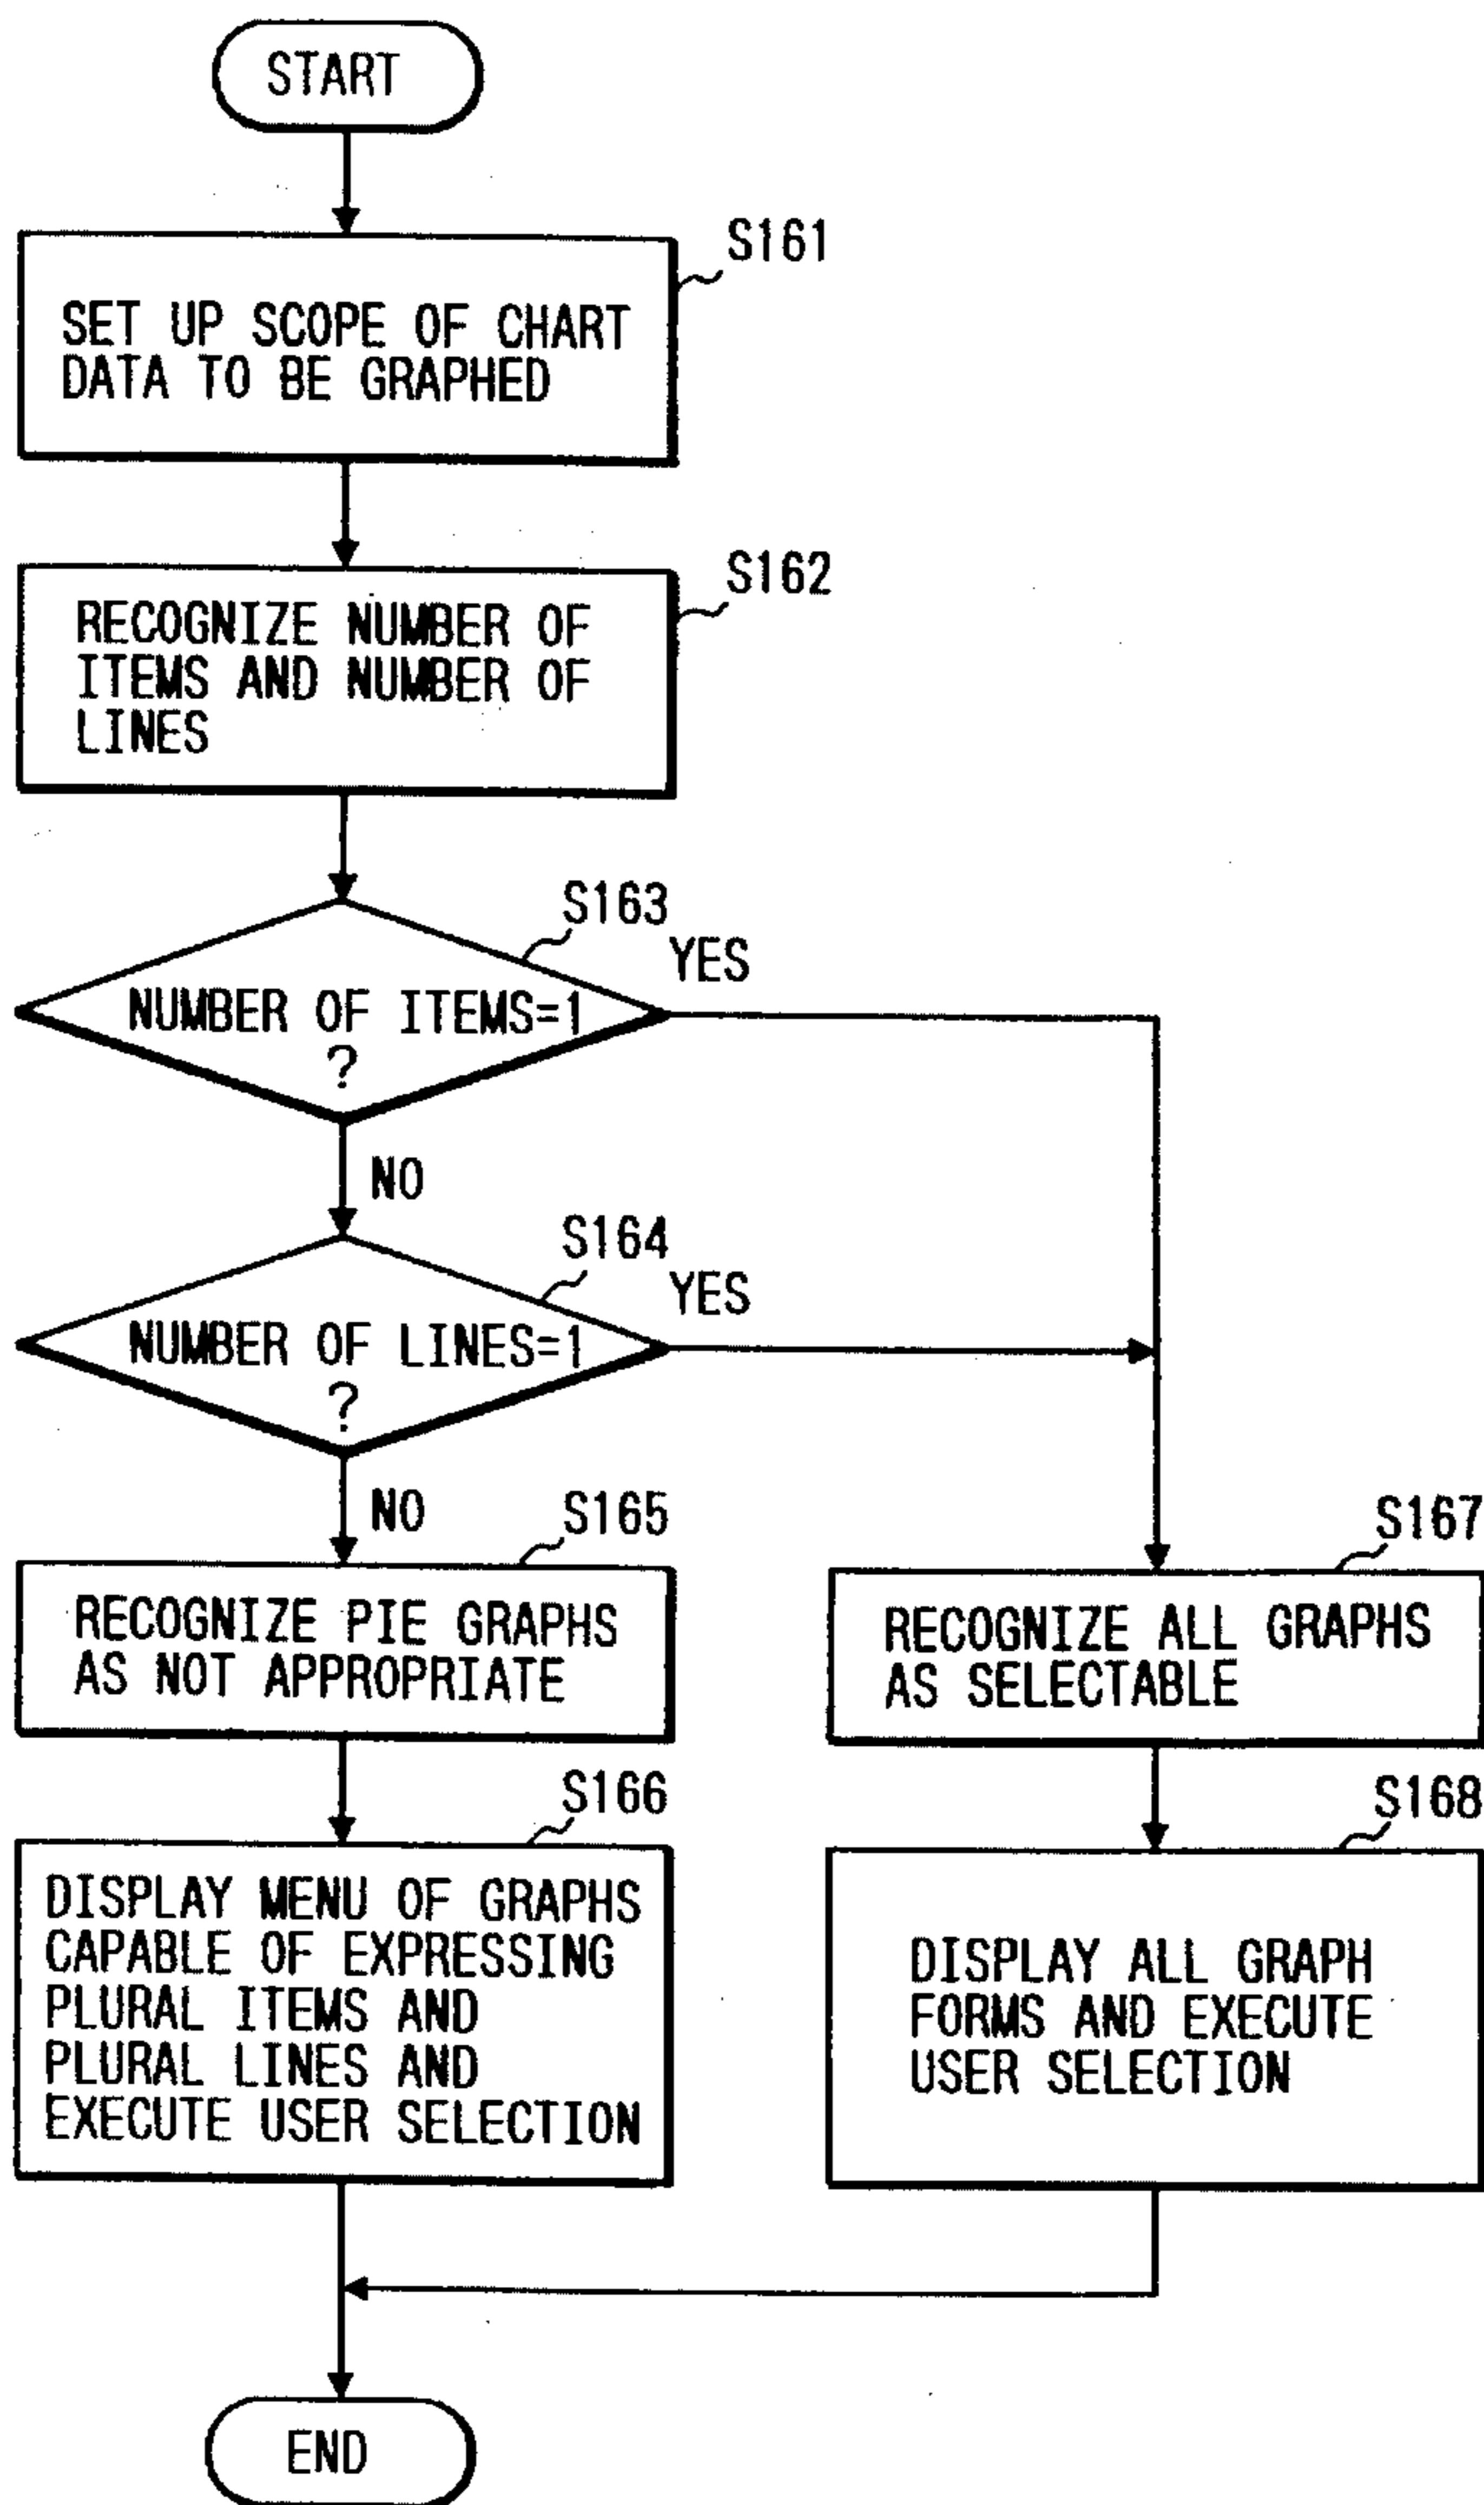 START
S161
SET UP SCOPE OF CHART
DATA TO BE GRAPHED
S162
RECOGNIZE NUMBER OF
ITEMS AND NUMBER OF
LINES
S163
YES
NUMBER OF ITEMS=1
?
NO
S164
YES
NUMBER OF LINES=1
?
NO
S165
RECOGNIZE PIE GRAPHS
AS NOT APPROPRIATE
S167
RECOGNIZE ALL GRAPHS
AS SELECTABLE
S166
DISPLAY MENU OF GRAPHS
CAPABLE OF EXPRESSING
PLURAL ITEMS AND
PLURAL LINES AND
EXECUTE USER SELECTION
S168
DISPLAY ALL GRAPH
FORMS AND EXECUTE
USER SELECTION
END